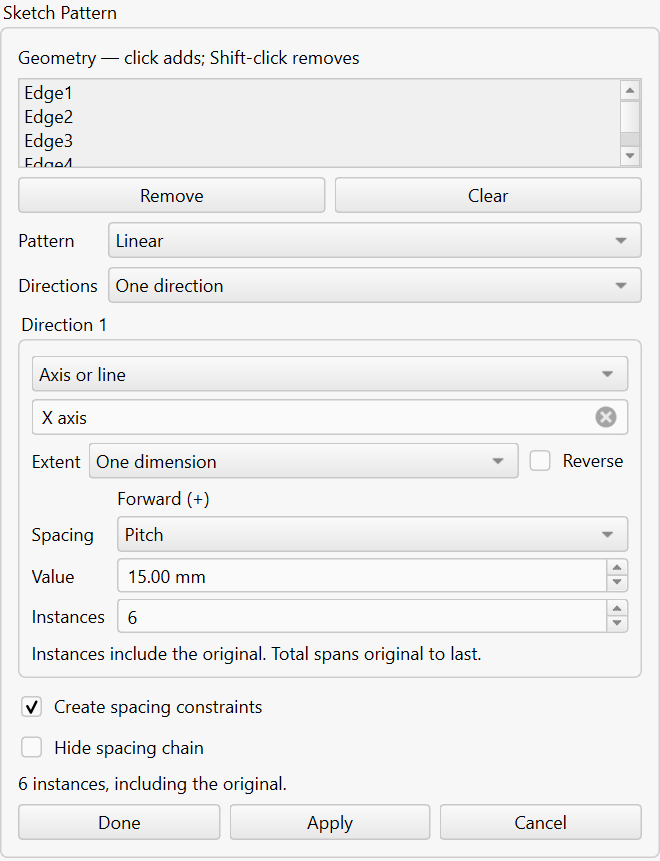 Sketch Pattern
Geometry — click adds; Shift-click removes
Edge1
Edge2
Edge3
Edge4
Remove
Clear
Pattern
Linear
Directions
One direction
Direction 1
Axis or line
X axis
Extent
One dimension
Reverse
Forward (+)
Spacing
Pitch
Value
15.00 mm
Instances
6
Instances include the original. Total spans original to last.
Create spacing constraints
Hide spacing chain
6 instances, including the original.
Done
Apply
Cancel